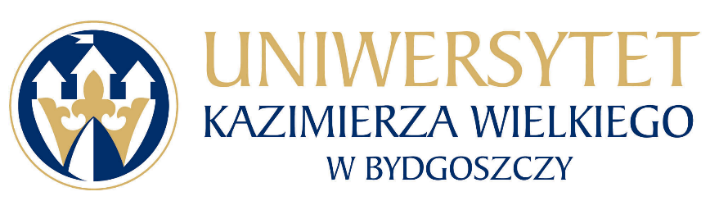 UNIWERSYTET
KAZIMIERZA WIELKIEGO
W BYDGOSZCZY